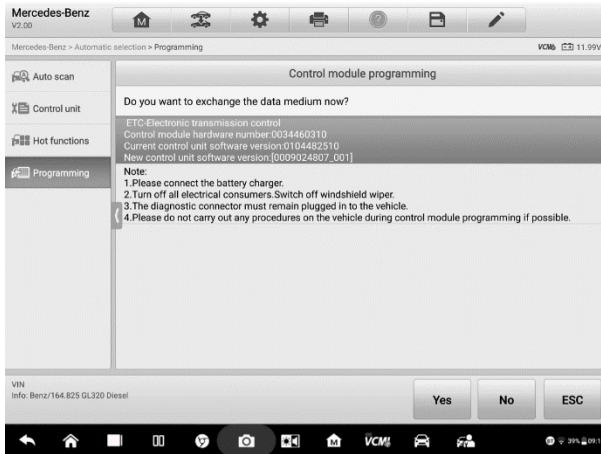 Mercedes-Benz
V2.00
Mercedes-Benz > Automatic selection > Programming
VCMI 11.99V
Auto scan
Control unit
Hot functions
Programming
Control module programming
Do you want to exchange the data medium now?
ETC-Electronic transmission control
Control module hardware number:0034460310
Current control unit software version:0104482510
New control unit software version:[0009024807_001]
Note:
1.Please connect the battery charger.
2.Turn off all electrical consumers.Switch off windshield wiper.
3.The diagnostic connector must remain plugged in to the vehicle.
4.Please do not carry out any procedures on the vehicle during control module programming if possible.
VIN
Info: Benz/164.825 GL320 Diesel
Yes
No
ESC
VCMI
39% 09:1